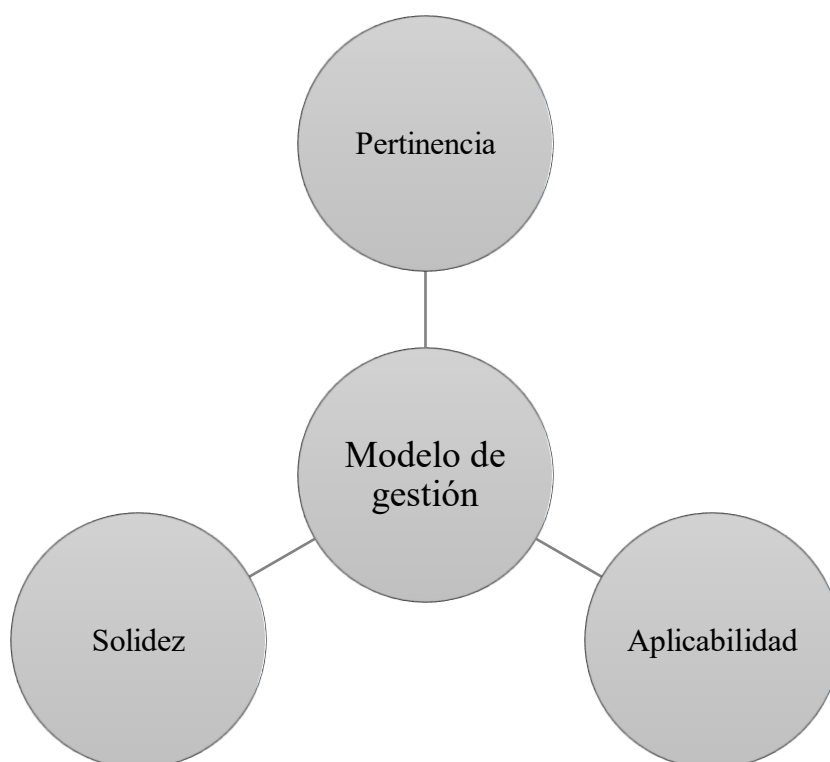 Pertinencia
Modelo de
gestión
Solidez
Aplicabilidad